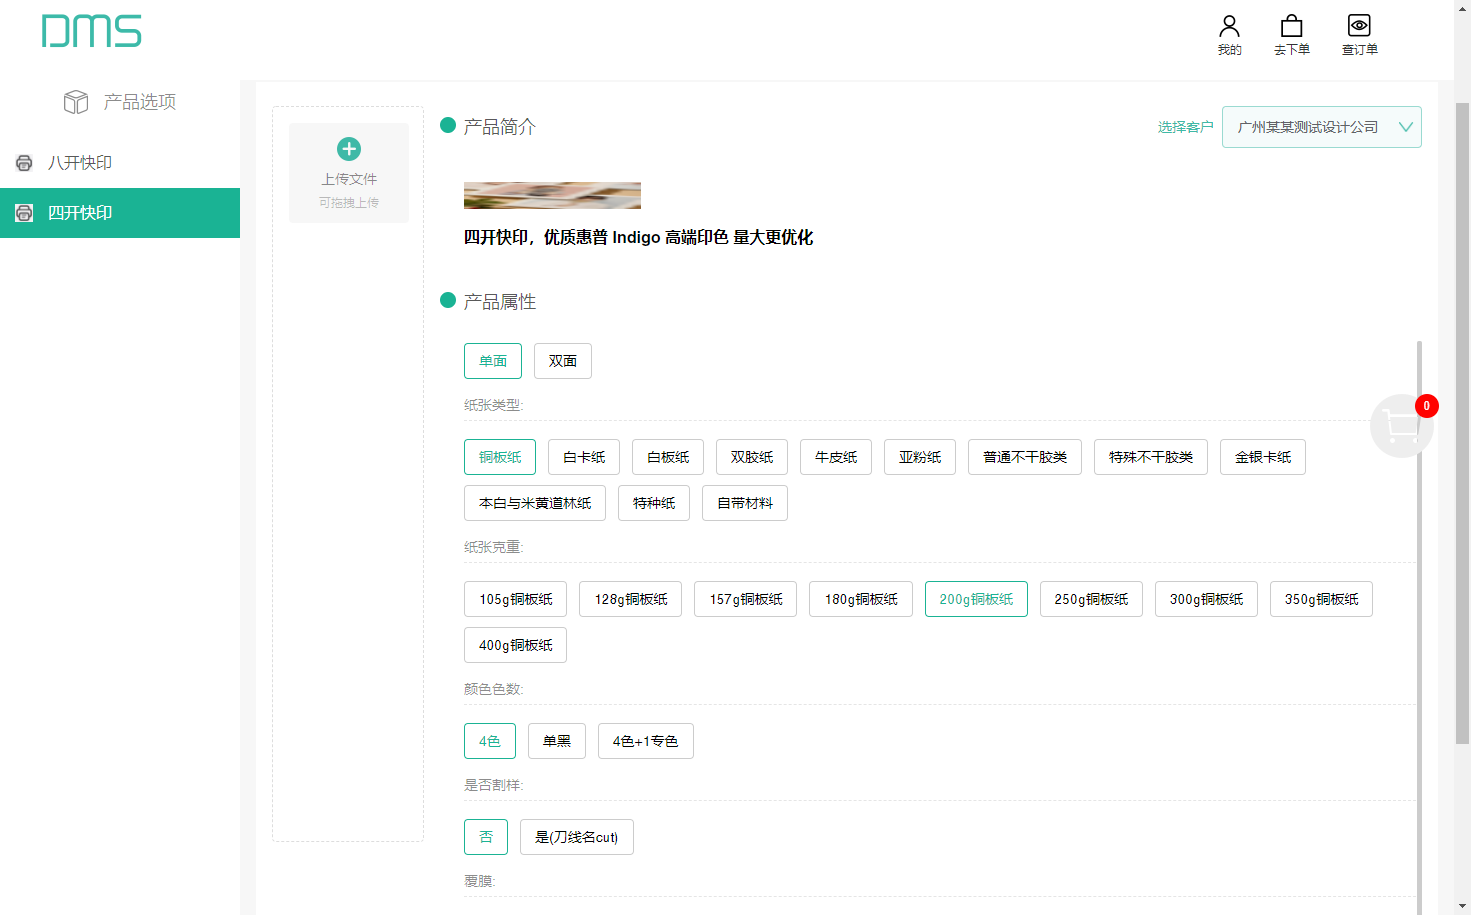 DMS
我的
去下单
查订单
产品选项
八开快印
四开快印
上传文件
可拖拽上传
产品简介
选择客户
广州某某测试设计公司
四开快印，优质惠普 Indigo 高端印色 量大更优化
产品属性
单面
双面
纸张类型:
0
铜板纸
白卡纸
白板纸
双胶纸
牛皮纸
亚粉纸
普通不干胶类
特殊不干胶类
金银卡纸
本白与米黄道林纸
特种纸
自带材料
纸张克重:
105g铜板纸
128g铜板纸
157g铜板纸
180g铜板纸
200g铜板纸
250g铜板纸
300g铜板纸
350g铜板纸
400g铜板纸
颜色色数:
4色
单黑
4色+1专色
是否割样:
否
是(刀线名cut)
覆膜: